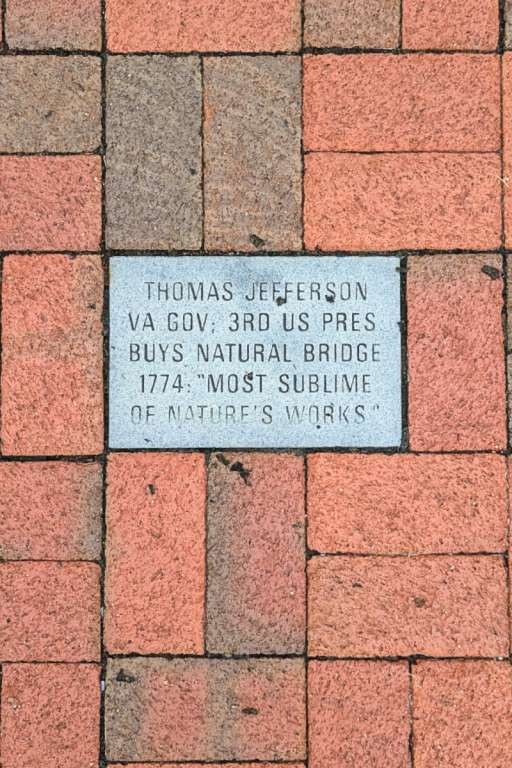 THOMAS JEFFERSON
VA GOV; 3RD US PRES
BUYS NATURAL BRIDGE
1774: "MOST SUBLIME
OF NATURE'S WORKS"